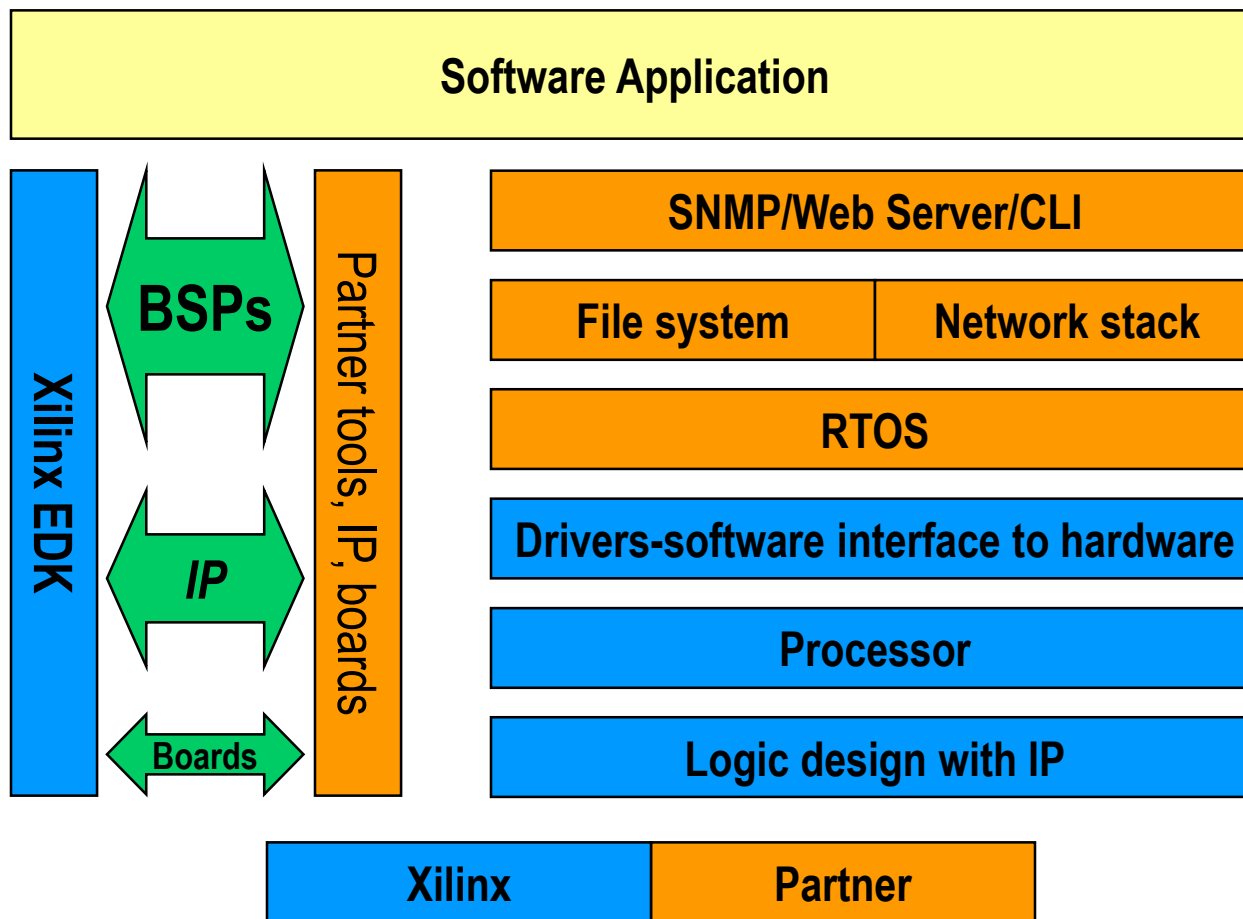 Software Application
Xilinx EDK
BSPs
IP
Boards
Partner tools, IP, boards
SNMP/Web Server/CLI
File system
Network stack
RTOS
Drivers-software interface to hardware
Processor
Logic design with IP
Xilinx
Partner